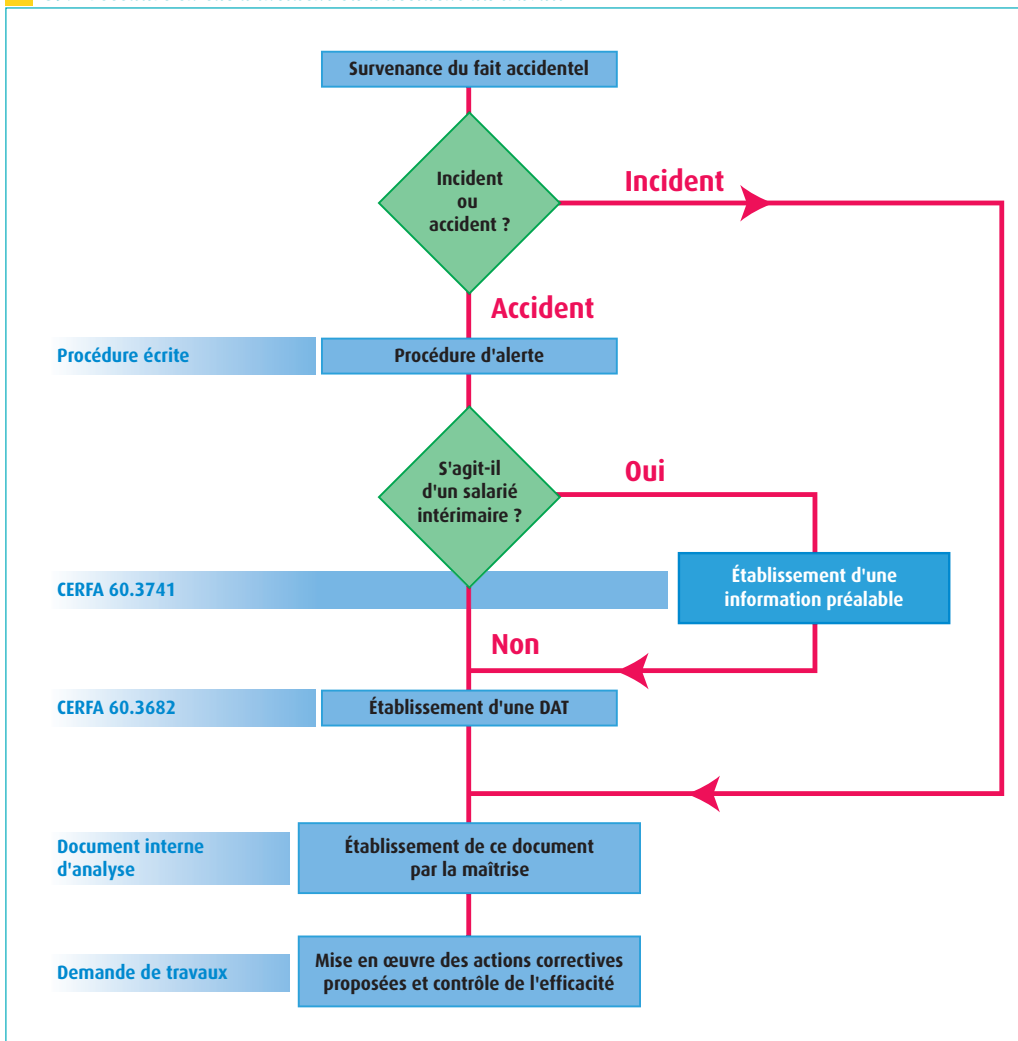 Survenance du fait accidentel
Incident
ou
accident ?
Incident
Accident
Procédure écrite
Procédure d'alerte
S'agit-il
d'un salarié
intérimaire ?
Oui
CERFA 60.3741
Établissement d'une
information préalable
Non
CERFA 60.3682
Établissement d'une DAT
Document interne
d'analyse
Établissement de ce document
par la maîtrise
Demande de travaux
Mise en œuvre des actions correctives
proposées et contrôle de l'efficacité